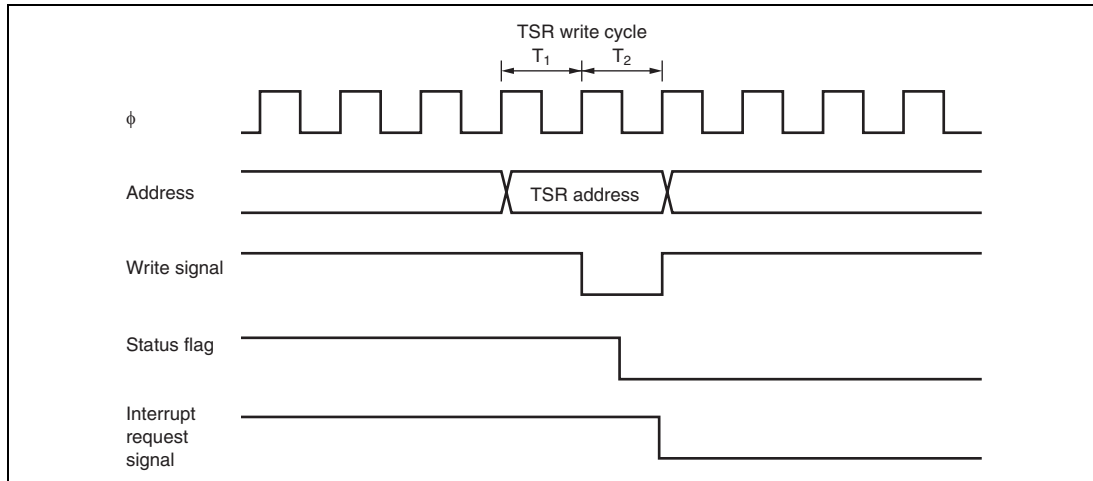 TSR write cycle
T1 T2
ϕ
Address
TSR address
Write signal
Status flag
Interrupt
request
signal